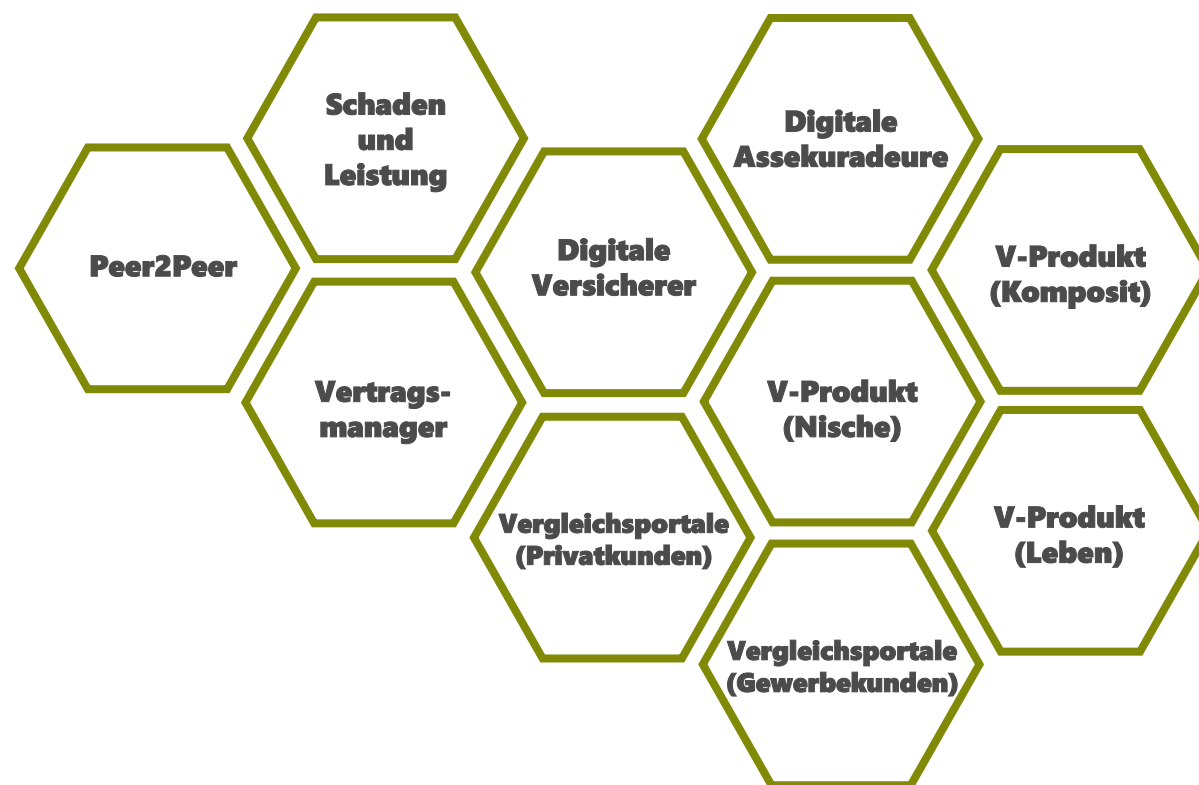 Schaden
und
Leistung
Digitale
Assekuradeure
Peer2Peer
Digitale
Versicherer
V-Produkt
(Komposit)
Vertrags-
manager
V-Produkt
(Nische)
Vergleichsportale
(Privatkunden)
V-Produkt
(Leben)
Vergleichsportale
(Gewerbekunden)